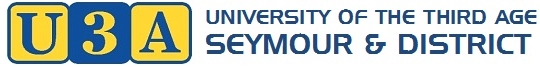 U3A UNIVERSITY OF THE THIRD AGE
SEYMOUR & DISTRICT